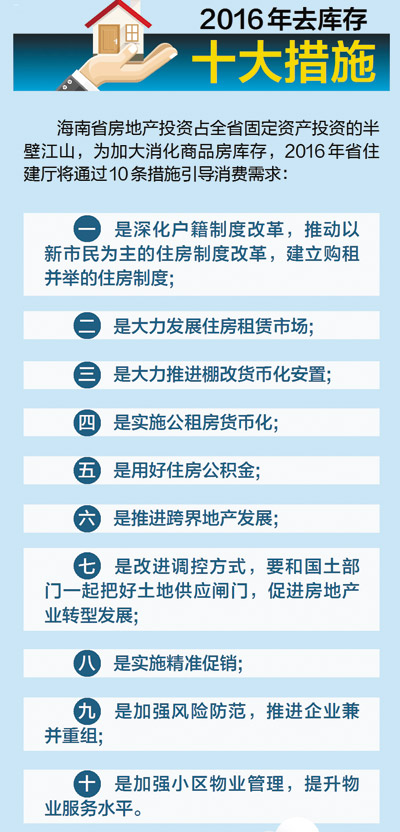 2016年去库存
十大措施
海南省房地产投资占全省固定资产投资的半
壁江山，为加大消化商品房库存，2016年省住
建厅将通过10条措施引导消费需求：
一 是深化户籍制度改革，推动以
新市民为主的住房制度改革，建立购租
并举的住房制度；
二 是大力发展住房租赁市场；
三 是大力推进棚改货币化安置；
四 是实施公租房货币化；
五 是用好住房公积金；
六 是推进跨界地产发展；
七 是改进调控方式，要和国土部
门一起把好土地供应闸门，促进房地产
业转型发展；
八 是实施精准促销；
九 是加强风险防范，推进企业兼
并重组；
十 是加强小区物业管理，提升物
业服务水平。